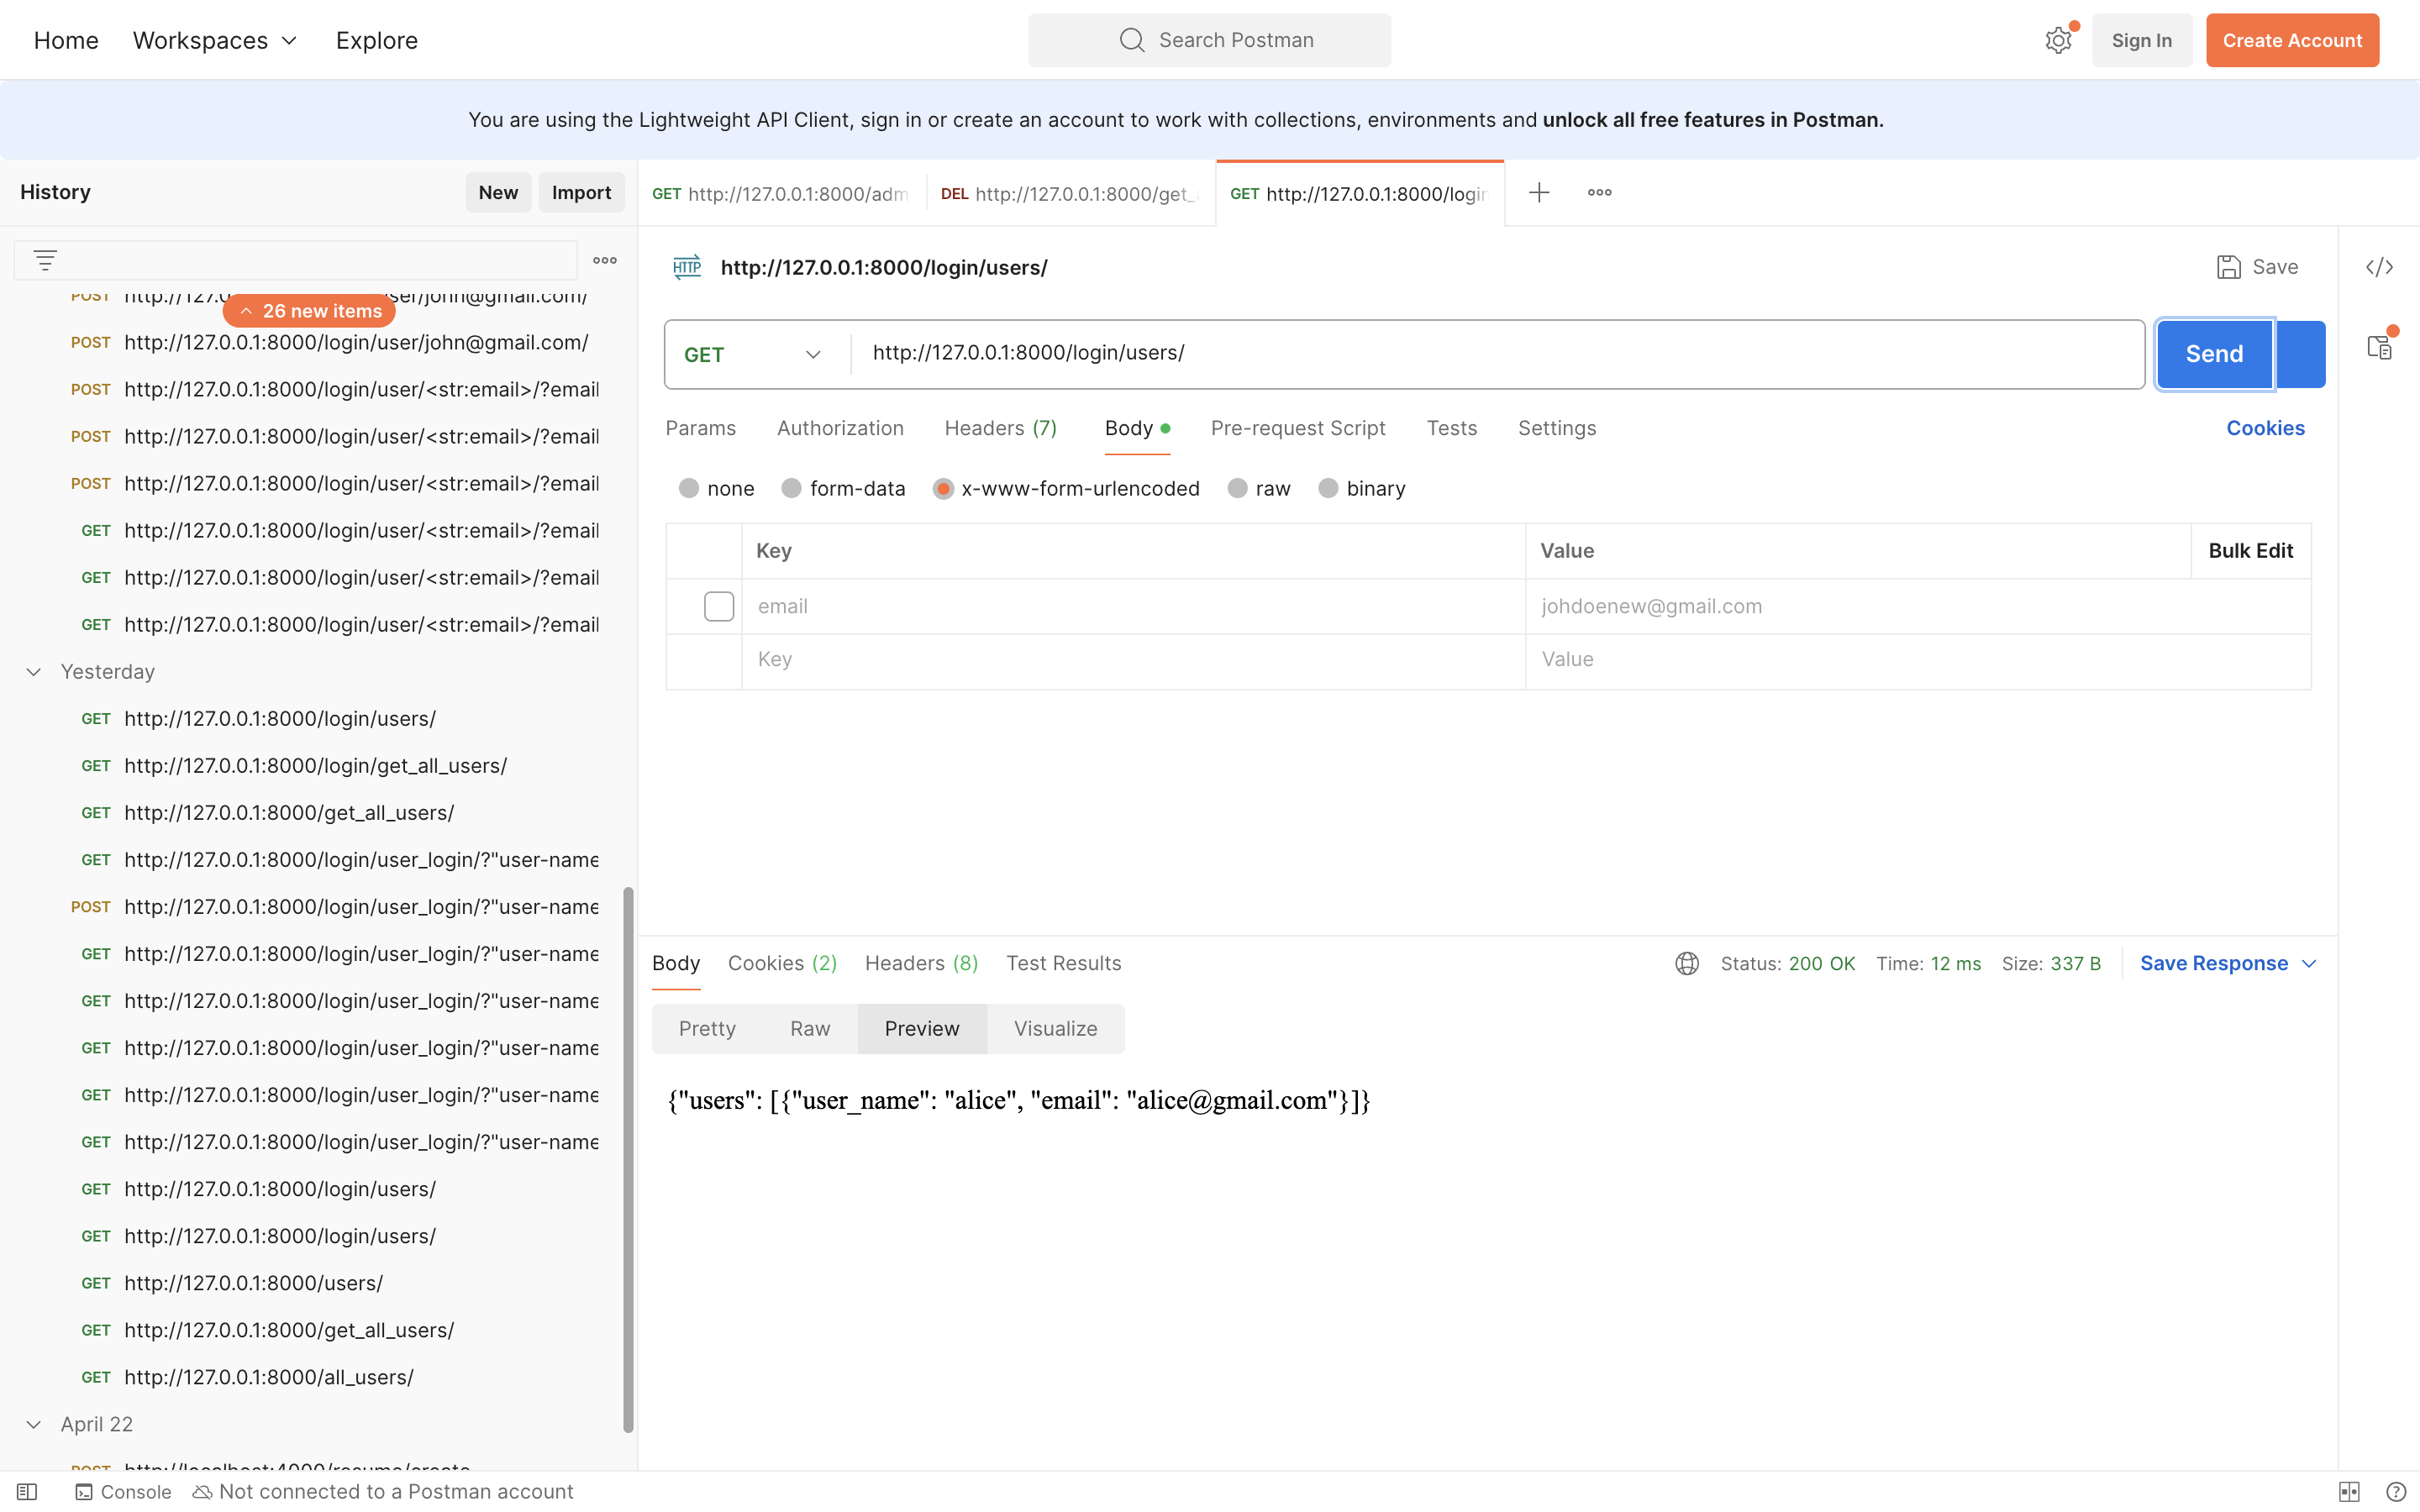 Home Workspaces Explore Search Postman Sign In Create Account
You are using the Lightweight API Client, sign in or create an account to work with collections, environments and unlock all free features in Postman.
History New Import
GET http://127.0.0.1:8000/adm DEL http://127.0.0.1:8000/get_ GET http://127.0.0.1:8000/login
POST http://127.0 ser/john@gmail.com/
26 new items
POST http://127.0.0.1:8000/login/user/john@gmail.com/
POST http://127.0.0.1:8000/login/user/<str:email>/?email
POST http://127.0.0.1:8000/login/user/<str:email>/?email
POST http://127.0.0.1:8000/login/user/<str:email>/?email
GET http://127.0.0.1:8000/login/user/<str:email>/?email
GET http://127.0.0.1:8000/login/user/<str:email>/?email
GET http://127.0.0.1:8000/login/user/<str:email>/?email
Yesterday
GET http://127.0.0.1:8000/login/users/
GET http://127.0.0.1:8000/login/get_all_users/
GET http://127.0.0.1:8000/get_all_users/
GET http://127.0.0.1:8000/login/user_login/?"user-name
POST http://127.0.0.1:8000/login/user_login/?"user-name
GET http://127.0.0.1:8000/login/user_login/?"user-name
GET http://127.0.0.1:8000/login/user_login/?"user-name
GET http://127.0.0.1:8000/login/user_login/?"user-name
GET http://127.0.0.1:8000/login/user_login/?"user-name
GET http://127.0.0.1:8000/login/user_login/?"user-name
GET http://127.0.0.1:8000/login/users/
GET http://127.0.0.1:8000/login/users/
GET http://127.0.0.1:8000/users/
GET http://127.0.0.1:8000/get_all_users/
GET http://127.0.0.1:8000/all_users/
April 22
POST http://localhost:4000/resume/create
HTTP http://127.0.0.1:8000/login/users/ Save </>
GET http://127.0.0.1:8000/login/users/ Send
Params Authorization Headers (7) Body Pre-request Script Tests Settings Cookies
none form-data x-www-form-urlencoded raw binary
Key Value Bulk Edit
email johdoenew@gmail.com
Key Value
Body Cookies (2) Headers (8) Test Results Status: 200 OK Time: 12 ms Size: 337 B Save Response
Pretty Raw Preview Visualize
{"users": [{"user_name": "alice", "email": "alice@gmail.com"}]}
Console Not connected to a Postman account